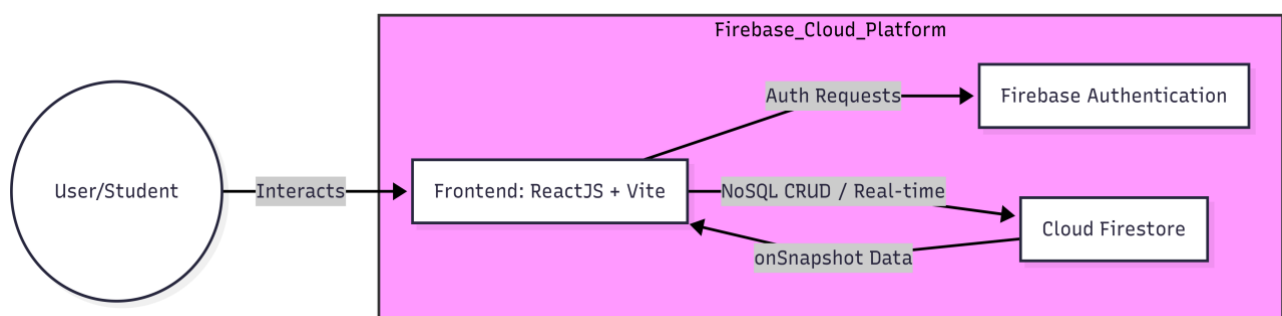 Firebase_Cloud_Platform
Auth Requests
Firebase Authentication
User/Student
Interacts
Frontend: ReactJS + Vite
NoSQL CRUD / Real-time
Cloud Firestore
onSnapshot Data